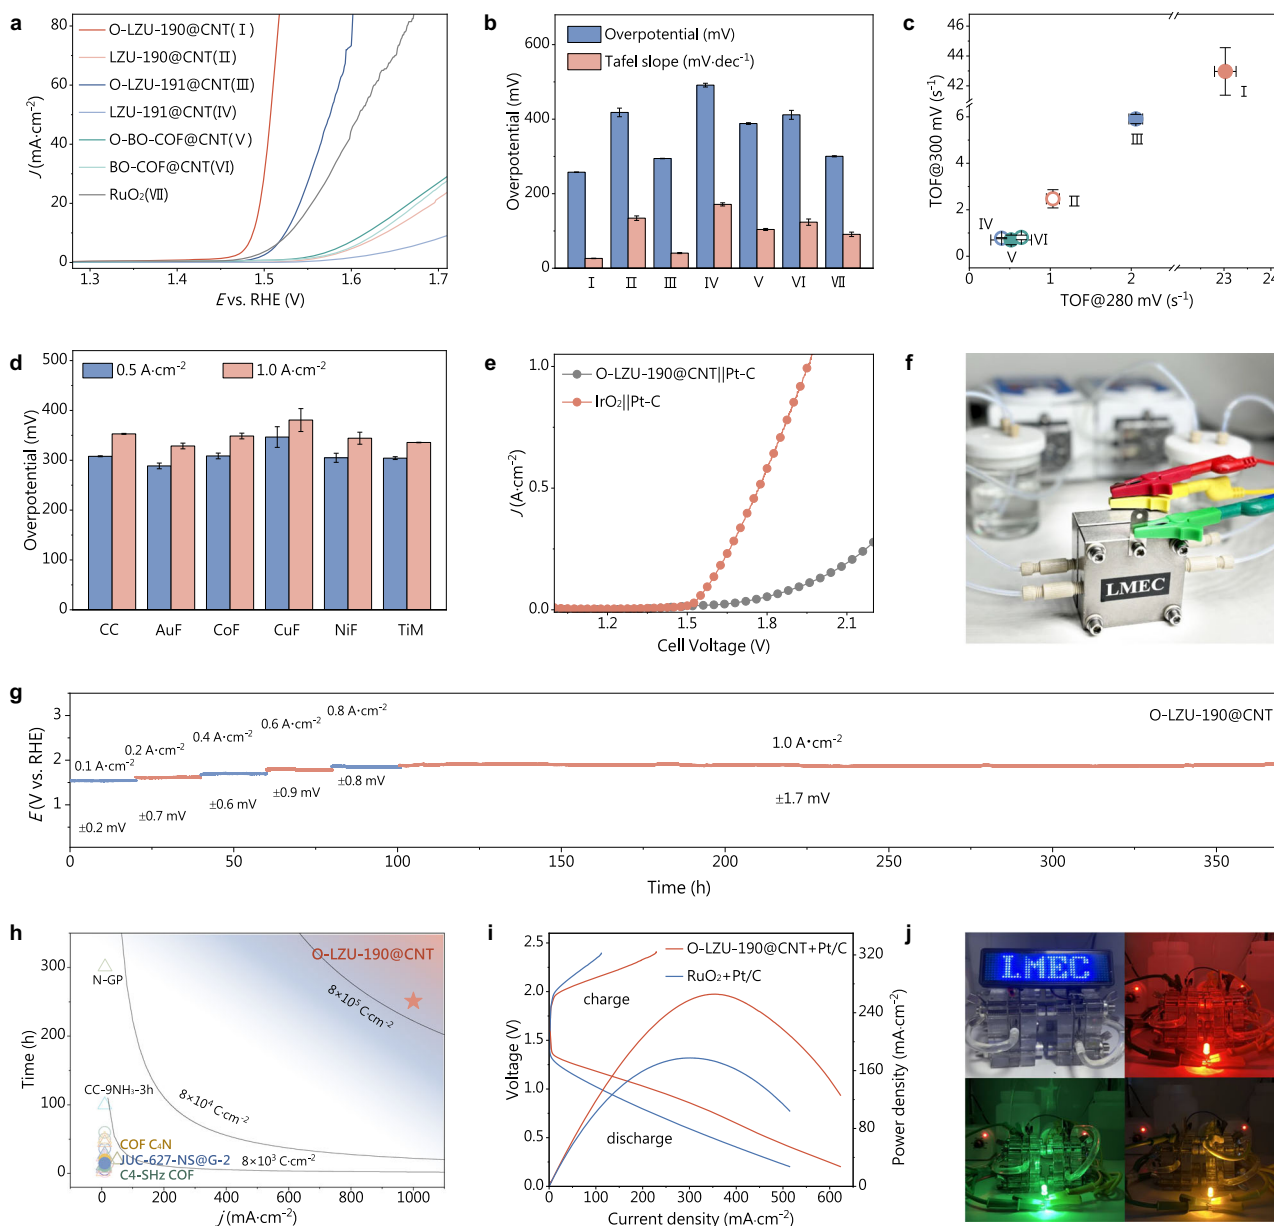 a
80
60
40
20
0
J (mA·cm⁻²)
O-LZU-190@CNT(Ⅰ)
LZU-190@CNT(Ⅱ)
O-LZU-191@CNT(Ⅲ)
LZU-191@CNT(Ⅳ)
O-BO-COF@CNT(Ⅴ)
BO-COF@CNT(Ⅵ)
RuO₂(Ⅶ)
1.3 1.4 1.5 1.6 1.7
E vs. RHE (V)
b
600
400
200
0
Overpotential (mV)
Overpotential (mV)
Tafel slope (mV·dec⁻¹)
Ⅰ Ⅱ Ⅲ Ⅳ Ⅴ Ⅵ Ⅶ
c
46
44
42
6
4
2
0
TOF@300 mV (s⁻¹)
Ⅰ
Ⅲ
Ⅱ
Ⅳ
Ⅵ
Ⅴ
0 1 2 23 24
TOF@280 mV (s⁻¹)
d
500
400
300
200
100
0
Overpotential (mV)
0.5 A·cm⁻²
1.0 A·cm⁻²
CC AuF CoF CuF NiF TiM
e
1.0
0.5
0.0
J (A·cm⁻²)
O-LZU-190@CNT||Pt-C
IrO₂||Pt-C
1.2 1.5 1.8 2.1
Cell Voltage (V)
f
LMEC
g
3
2
1
E (V vs. RHE)
0.1 A·cm⁻²
0.2 A·cm⁻²
0.4 A·cm⁻²
0.6 A·cm⁻²
0.8 A·cm⁻²
1.0 A·cm⁻²
O-LZU-190@CNT
±0.2 mV
±0.7 mV
±0.6 mV
±0.9 mV
±0.8 mV
±1.7 mV
0 50 100 150 200 250 300 350
Time (h)
h
300
200
100
0
Time (h)
O-LZU-190@CNT
N-GP
8×10⁵ C·cm⁻²
CC-9NH₃-3h
8×10⁴ C·cm⁻²
COF C₄N
JUC-627-NS@G-2
8×10³ C·cm⁻²
C4-SHz COF
0 200 400 600 800 1000
j (mA·cm⁻²)
i
2.5
2.0
1.5
1.0
0.5
0.0
Voltage (V)
O-LZU-190@CNT+Pt/C
RuO₂+Pt/C
charge
discharge
320
240
160
80
0
Power density (mA·cm⁻²)
0 100 200 300 400 500 600
Current density (mA·cm⁻²)
j
LMEC